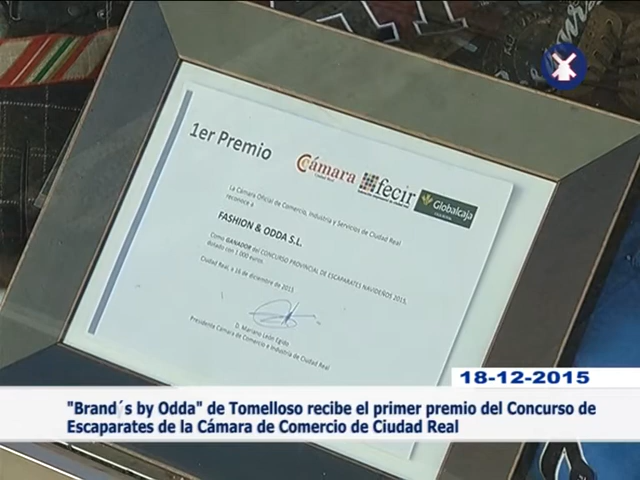 1er Premio
Cámara
Ciudad Real
fecir
Globalcaja
La Cámara Oficial de Comercio, Industria y Servicios de Ciudad Real
reconoce a
FASHION & ODDA S.L.
Como GANADOR del CONCURSO PROVINCIAL DE ESCAPARATES NAVIDEÑOS 2015,
dotado con 1.000 euros.
Ciudad Real, a 16 de diciembre de 2015
D. Mariano León Egido
Presidente Cámara de Comercio e Industria de Ciudad Real
18-12-2015
"Brand´s by Odda" de Tomelloso recibe el primer premio del Concurso de
Escaparates de la Cámara de Comercio de Ciudad Real